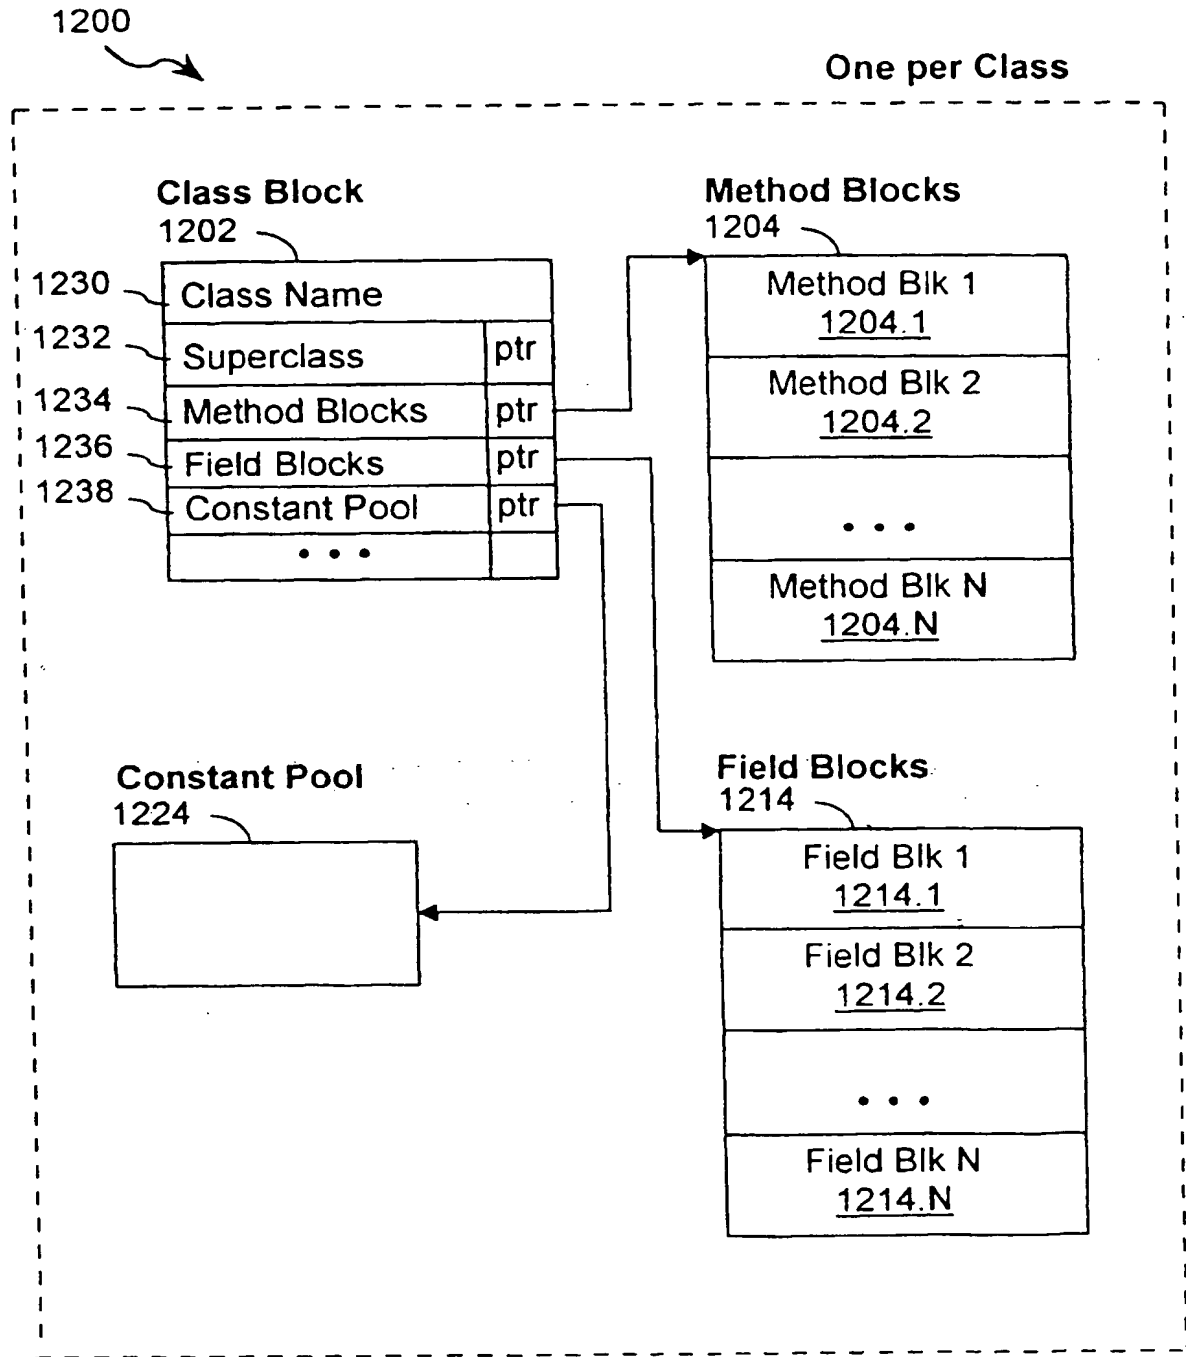 1200
One per Class
Class Block
1202
1230
Class Name
1232
Superclass ptr
1234
Method Blocks ptr
1236
Field Blocks ptr
1238
Constant Pool ptr
• • •
Method Blocks
1204
Method Blk 1
1204.1
Method Blk 2
1204.2
• • •
Method Blk N
1204.N
Constant Pool
1224
Field Blocks
1214
Field Blk 1
1214.1
Field Blk 2
1214.2
• • •
Field Blk N
1214.N